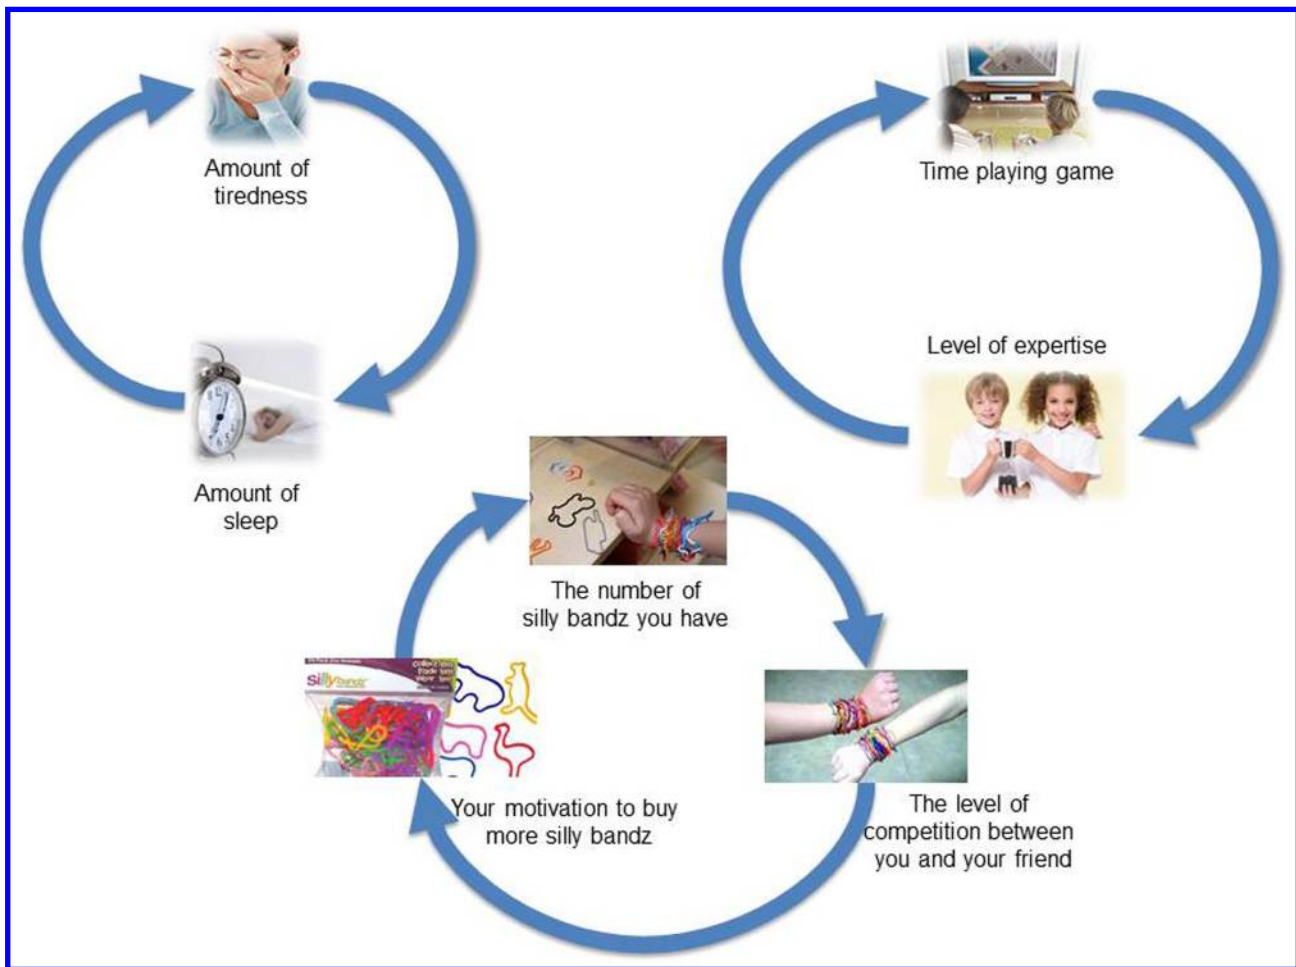 Amount of
tiredness
Time playing game
Level of expertise
Amount of
sleep
The number of
silly bandz you have
sillybandz
Your motivation to buy
more silly bandz
The level of
competition between
you and your friend